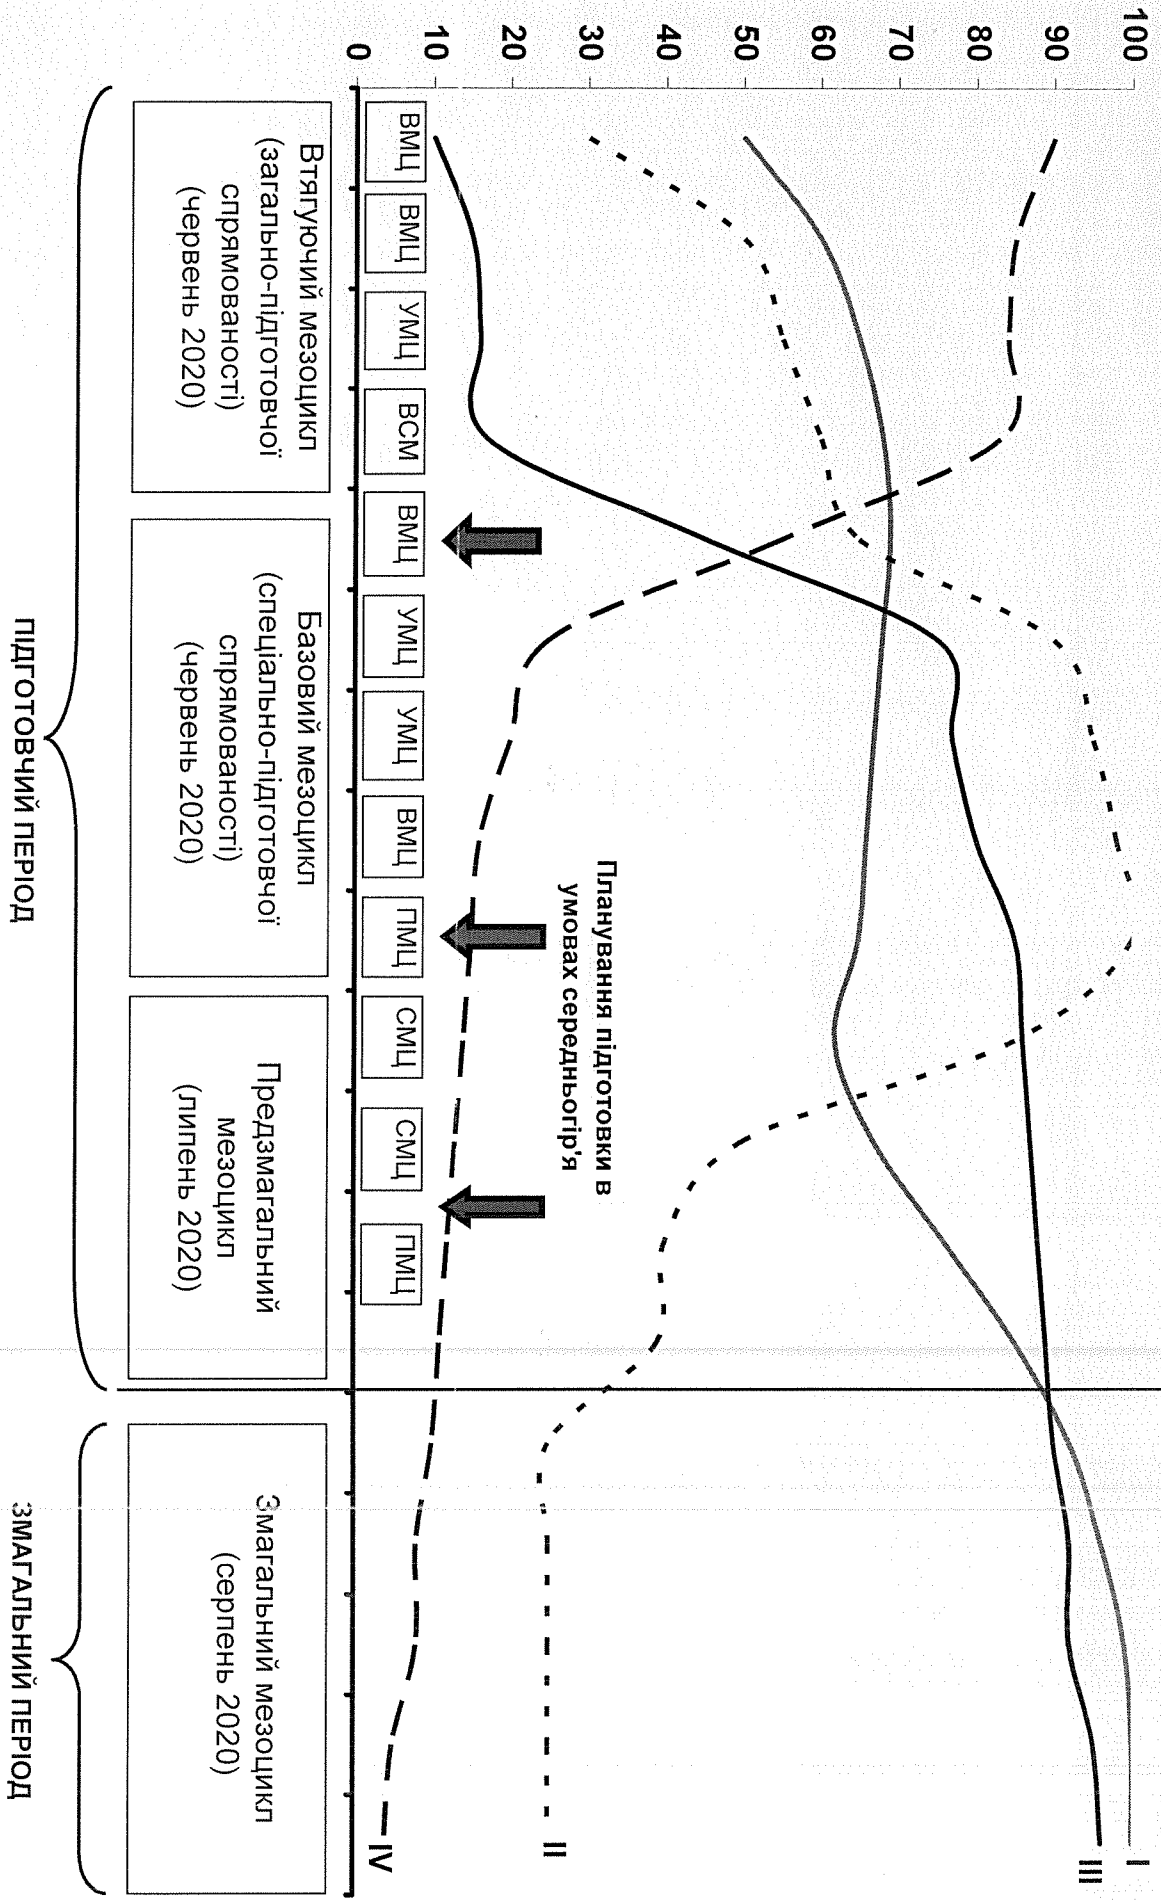 100
90
80
70
60
50
40
30
20
10
0
I
III
II
IV
Планування підготовки в
умовах середньогір'я
ВМЦ
ВМЦ
УМЦ
ВСМ
ВМЦ
УМЦ
УМЦ
ВМЦ
ПМЦ
СМЦ
СМЦ
ПМЦ
Втягуючий мезоцикл
(загально-підготовчої
спрямованості)
(червень 2020)
Базовий мезоцикл
(спеціально-підготовчої
спрямованості)
(червень 2020)
Предзмагальний
мезоцикл
(липень 2020)
Змагальний мезоцикл
(серпень 2020)
ПІДГОТОВЧИЙ ПЕРІОД
ЗМАГАЛЬНИЙ ПЕРІОД